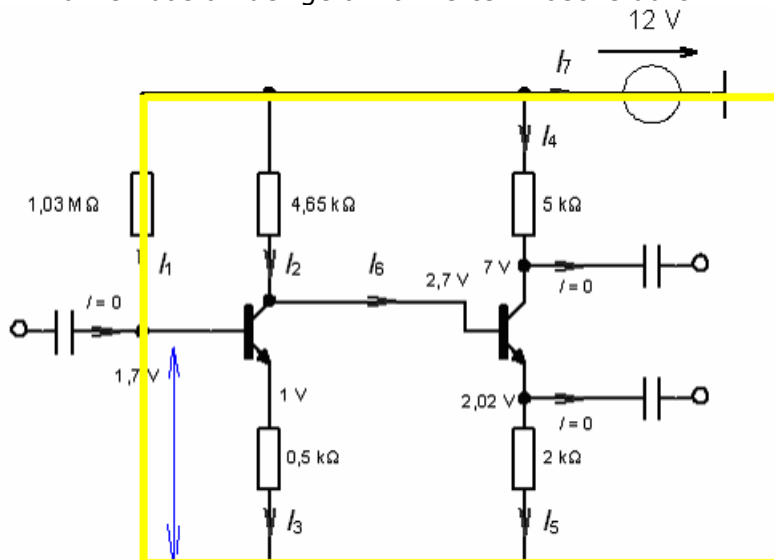 12 V
I7
I4
1,03 MΩ
4,65 kΩ
5 kΩ
I1
I2
I6
2,7 V
7 V
I = 0
I = 0
1,7 V
1 V
2,02 V
I = 0
0,5 kΩ
2 kΩ
I3
I5